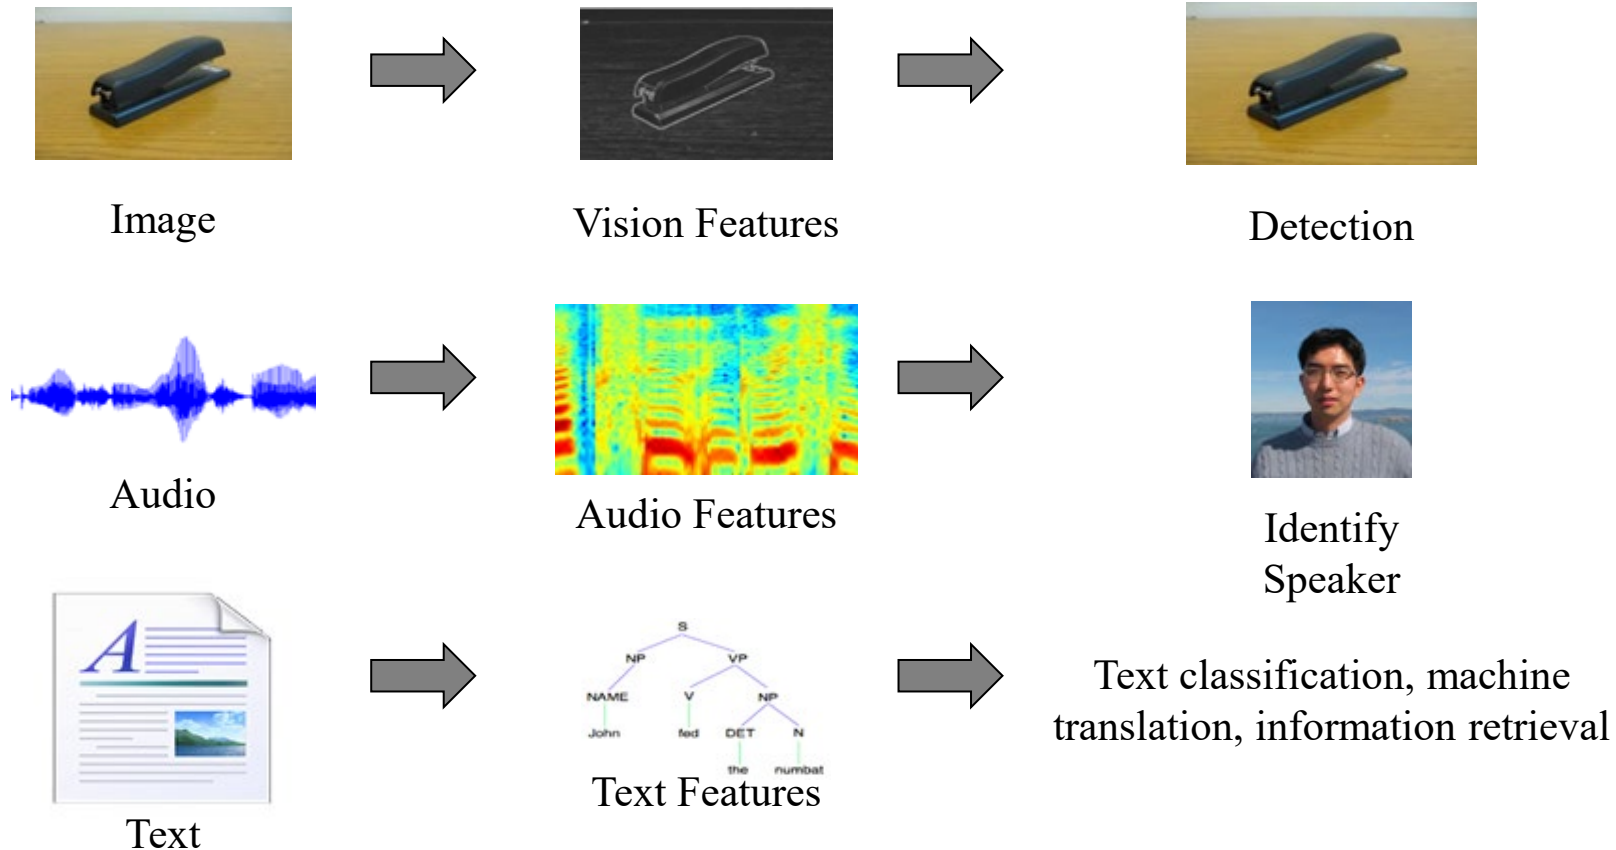 Image
Vision Features
Detection
Audio
Audio Features
Identify
Speaker
A
S
NP VP
NAME V NP
John fed DET N
the numbat
Text Features
Text classification, machine
translation, information retrieval
Text